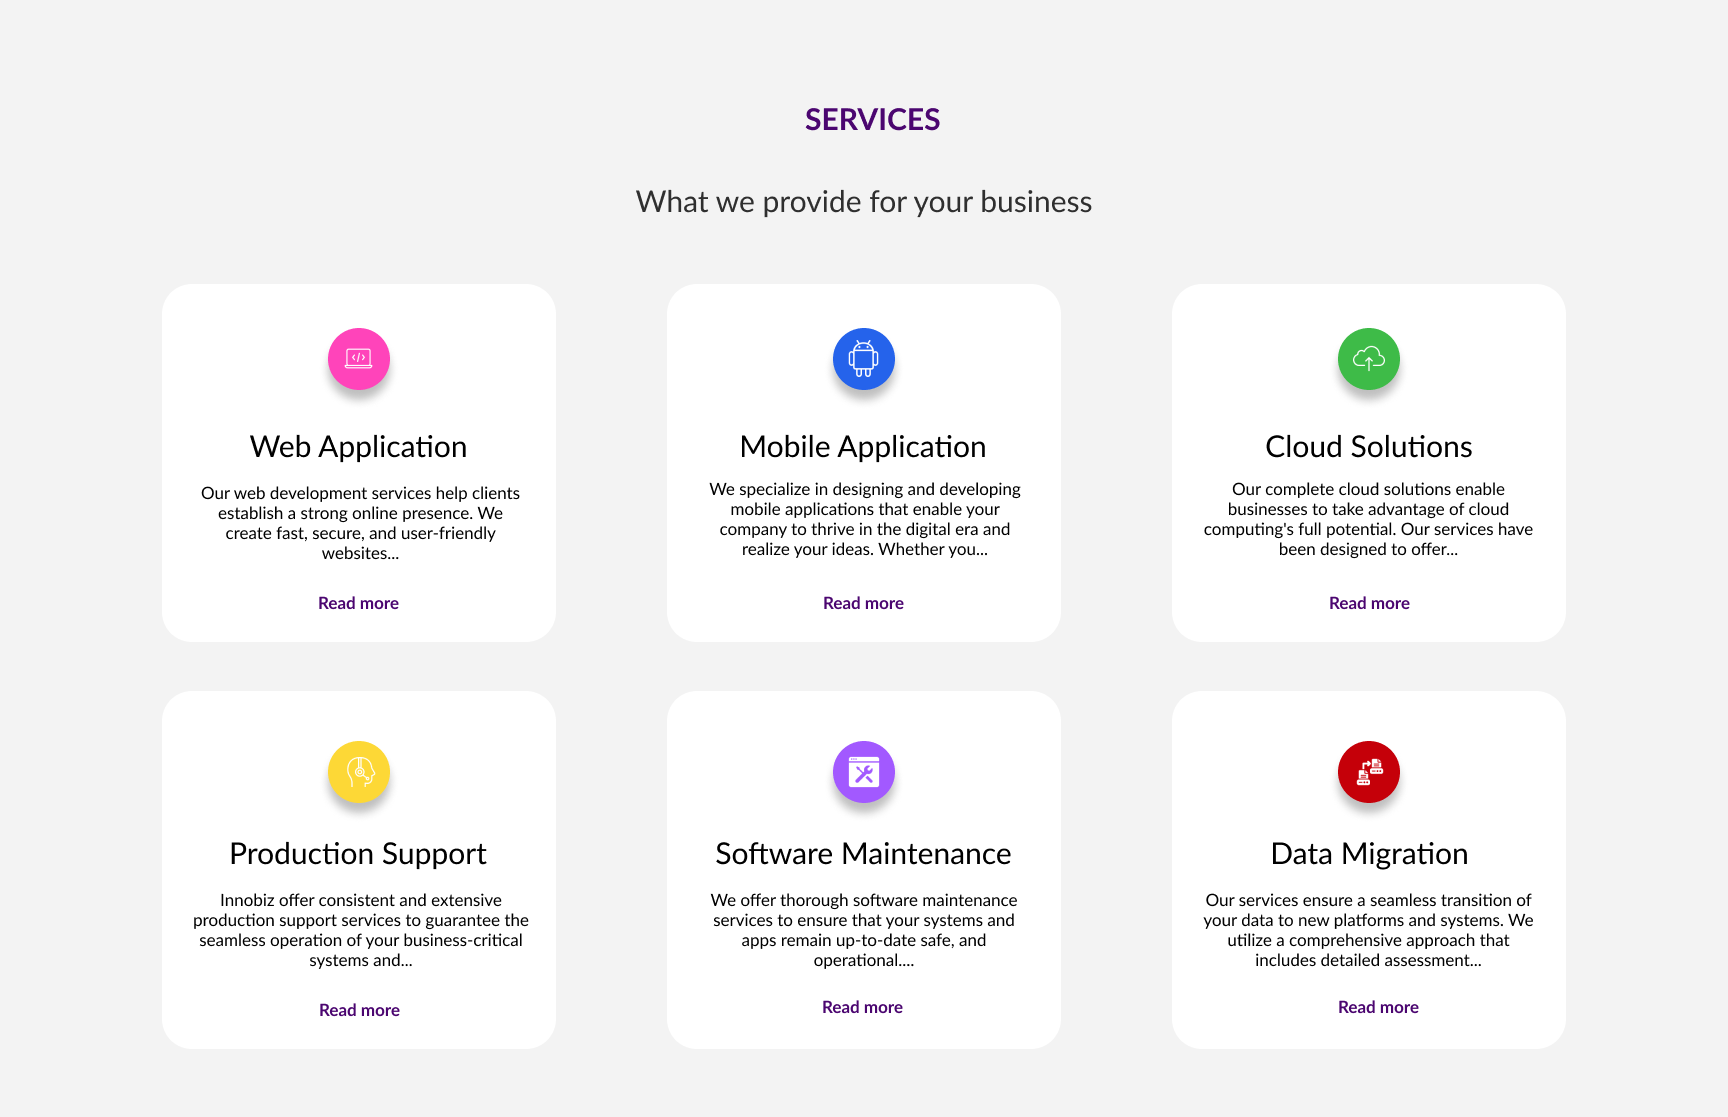 SERVICES
What we provide for your business
Web Application
Our web development services help clients
establish a strong online presence. We
create fast, secure, and user-friendly
websites...
Read more
Mobile Application
We specialize in designing and developing
mobile applications that enable your
company to thrive in the digital era and
realize your ideas. Whether you...
Read more
Cloud Solutions
Our complete cloud solutions enable
businesses to take advantage of cloud
computing's full potential. Our services have
been designed to offer...
Read more
Production Support
Innobiz offer consistent and extensive
production support services to guarantee the
seamless operation of your business-critical
systems and...
Read more
Software Maintenance
We offer thorough software maintenance
services to ensure that your systems and
apps remain up-to-date safe, and
operational....
Read more
Data Migration
Our services ensure a seamless transition of
your data to new platforms and systems. We
utilize a comprehensive approach that
includes detailed assessment...
Read more